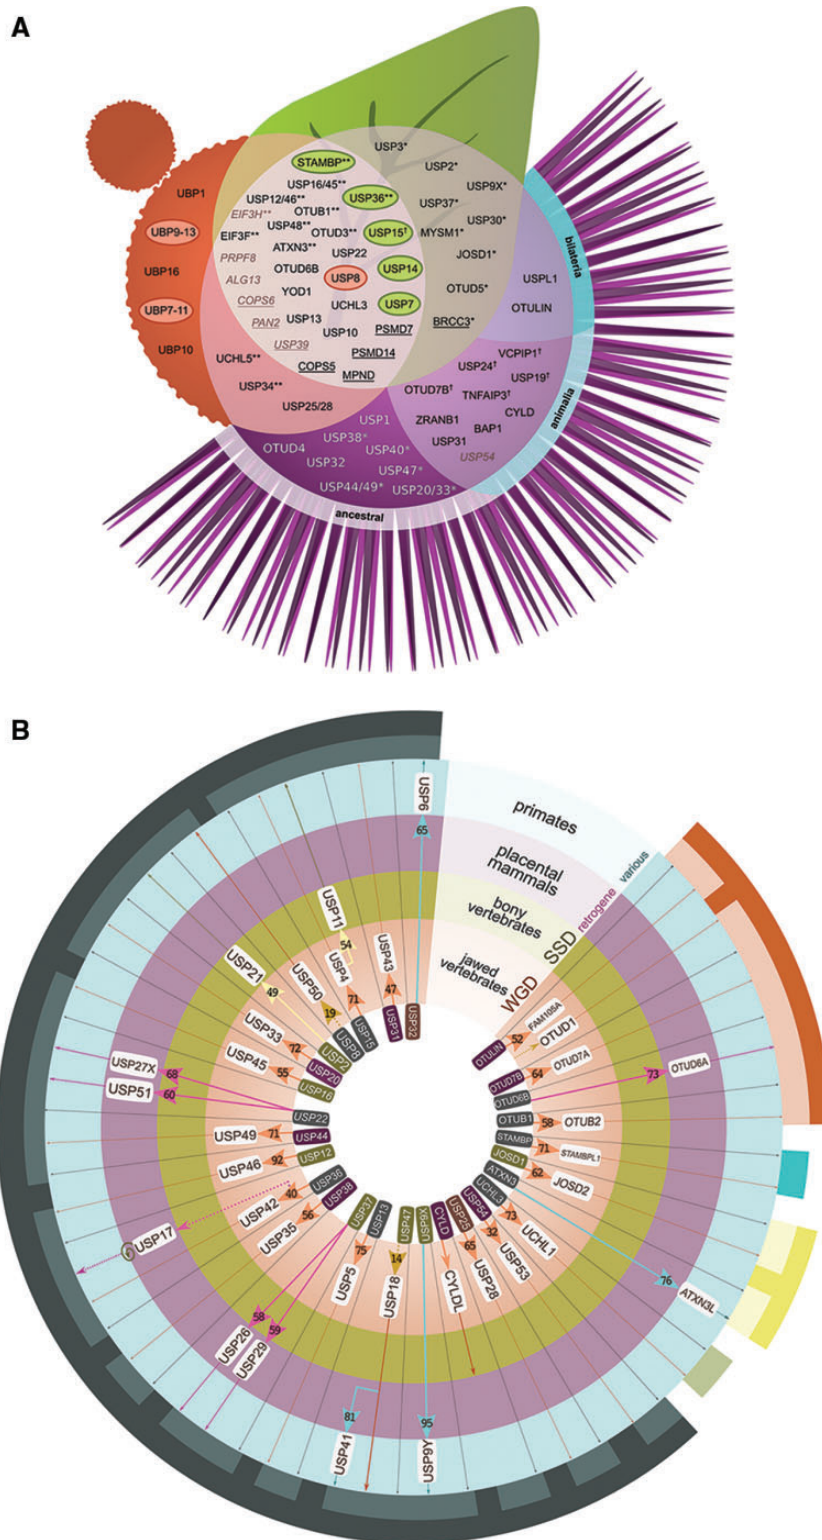 A
USP3*
STAMBP**
USP2*
USP16/45**
USP9X*
UBP1
USP12/46**
USP36**
USP37*
EIF3H**
OTUB1**
USP30*
UBP9-13
EIF3F**
USP48**
OTUD3**
USP15†
MYSM1*
ATXN3**
USP22
JOSD1*
PRPF8
bilateria
UBP16
OTUD6B
USP8
USP14
USPL1
ALG13
OTUD5*
YOD1
UCHL3
USP7
OTULIN
UBP7-11
COPS6
BRCC3*
PAN2
USP13
USP10
PSMD7
UBP10
USP39
PSMD14
VCPIP1†
UCHL5**
COPS5
MPND
USP24†
USP19†
USP34**
OTUD7B†
TNFAIP3†
animalia
USP25/28
CYLD
USP1
ZRANB1
BAP1
USP38*
USP31
OTUD4
USP40*
USP54
USP32
USP47*
USP44/49*
USP20/33*
ancestral
B
primates
placental
mammals
bony
vertebrates
jawed
vertebrates
WGD
SSD
retrogene
various
USP6
65
USP32
USP43
47
USP31
USP11
54
USP4
71
USP15
USP50
19
USP8
USP21
49
USP2
USP33
72
USP20
USP45
55
USP16
USP27X
68
USP51
60
USP22
USP49
71
USP44
USP46
92
USP12
USP42
40
USP36
USP17
6
USP35
56
USP38
USP26
58
USP29
59
USP37
USP5
75
USP13
USP18
14
USP41
81
USP47
USP9X
95
USP9Y
CYLD
CYLDL
USP25
65
USP28
USP54
32
USP53
UCHL3
73
UCHL1
ATXN3
76
ATXN3L
JOSD1
62
JOSD2
STAMBP
71
STAMBPL1
OTUB1
58
OTUB2
OTUD6B
73
OTUD6A
OTUD7B
64
OTUD7A
OTULIN
52
FAM105A
OTUD1